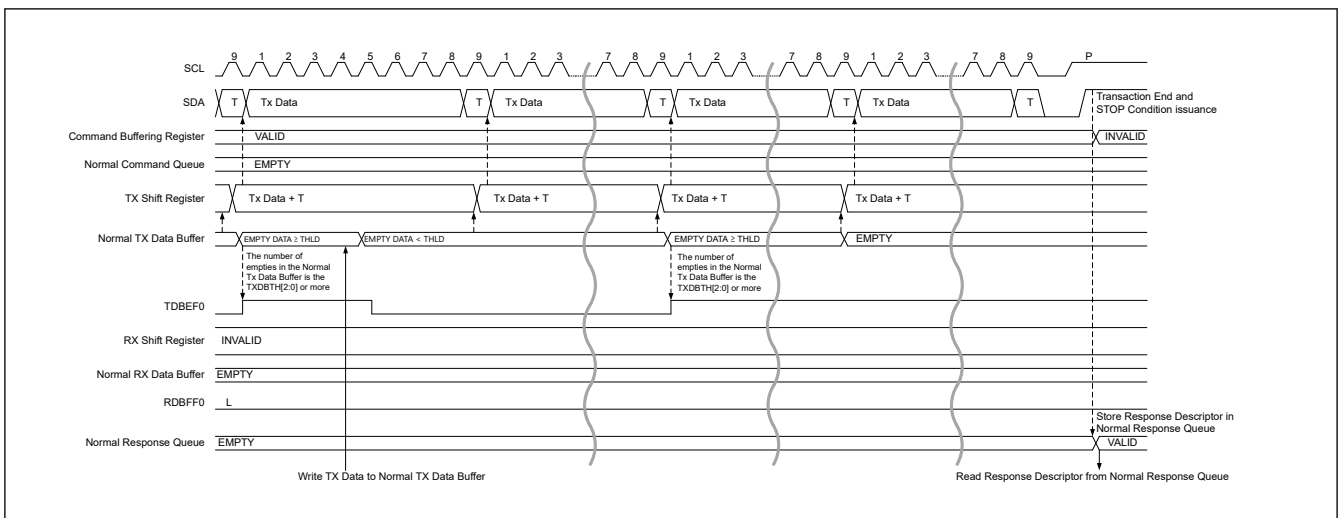 9 1 2 3 4 5 6 7 8 9 1 2 3 7 8 9 1 2 3 7 8 9 1 2 3 7 8 9 P
SCL
SDA T Tx Data T Tx Data T Tx Data T Tx Data T
Transaction End and
STOP Condition issuance
Command Buffering Register VALID INVALID
Normal Command Queue EMPTY
TX Shift Register Tx Data + T Tx Data + T Tx Data + T Tx Data + T
Normal TX Data Buffer EMPTY DATA ≥ THLD EMPTY DATA < THLD EMPTY DATA ≥ THLD EMPTY
The number of
empties in the Normal
Tx Data Buffer is the
TXDBTH[2:0] or more
The number of
empties in the Normal
Tx Data Buffer is the
TXDBTH[2:0] or more
TDBEF0
RX Shift Register INVALID
Normal RX Data Buffer EMPTY
RDBFF0 L
Store Response Descriptor in
Normal Response Queue
Normal Response Queue EMPTY VALID
Write TX Data to Normal TX Data Buffer
Read Response Descriptor from Normal Response Queue